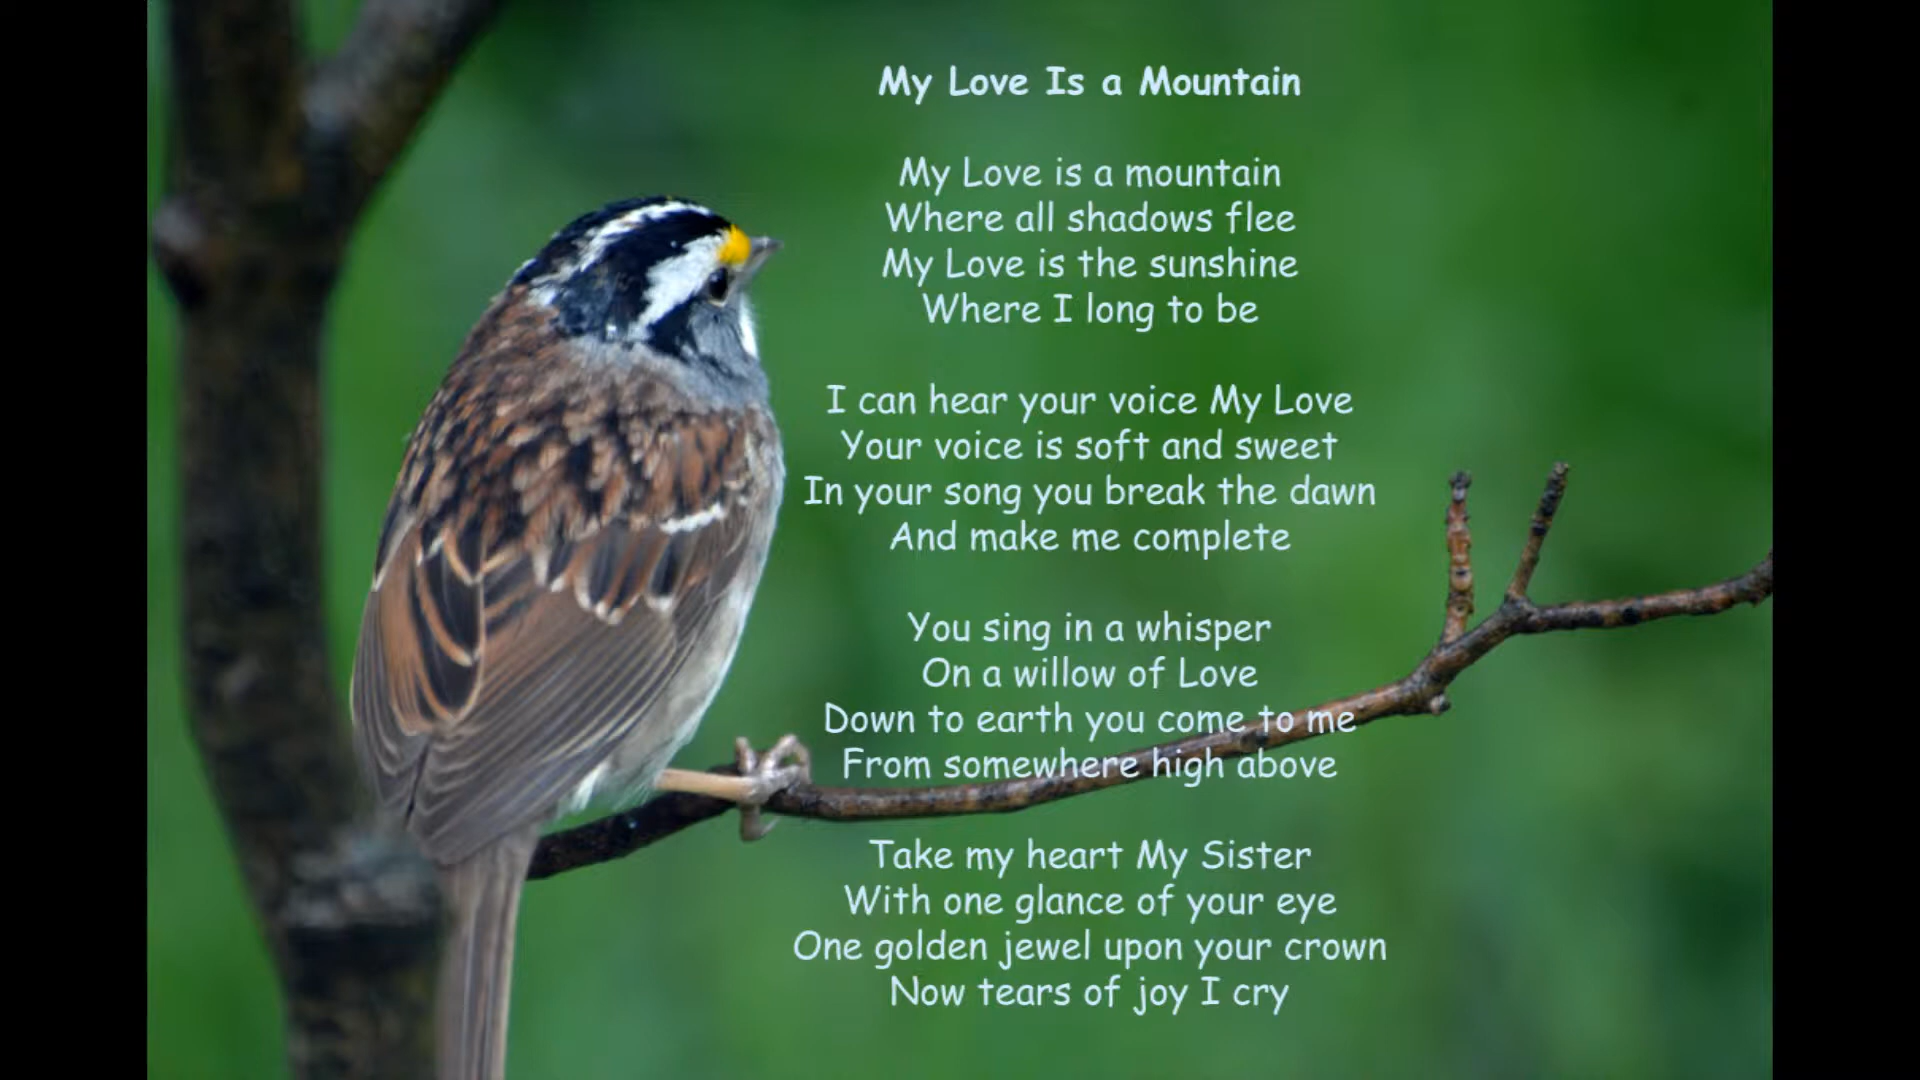 My Love Is a Mountain
My Love is a mountain
Where all shadows flee
My Love is the sunshine
Where I long to be
I can hear your voice My Love
Your voice is soft and sweet
In your song you break the dawn
And make me complete
You sing in a whisper
On a willow of Love
Down to earth you come to me
From somewhere high above
Take my heart My Sister
With one glance of your eye
One golden jewel upon your crown
Now tears of joy I cry